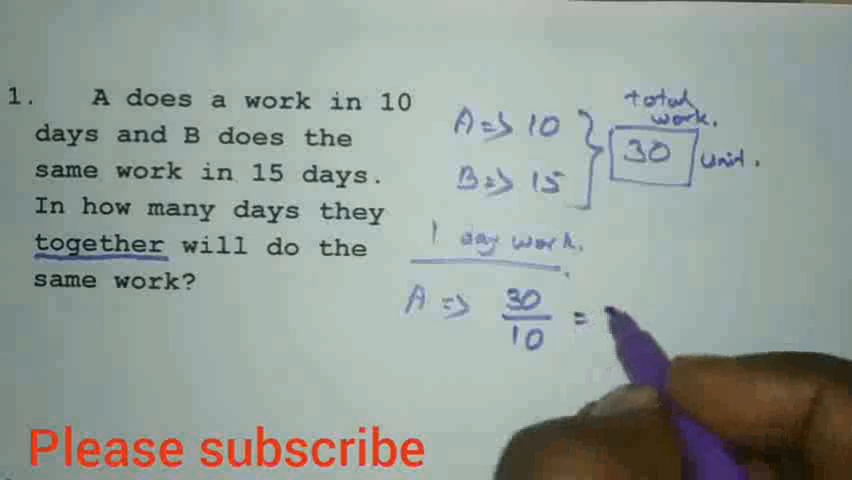 1. A does a work in 10
days and B does the
same work in 15 days.
In how many days they
together will do the
same work?
A => 10
B => 15
total
work.
30 unit.
1 day work.
A => 30/10 =
Please subscribe